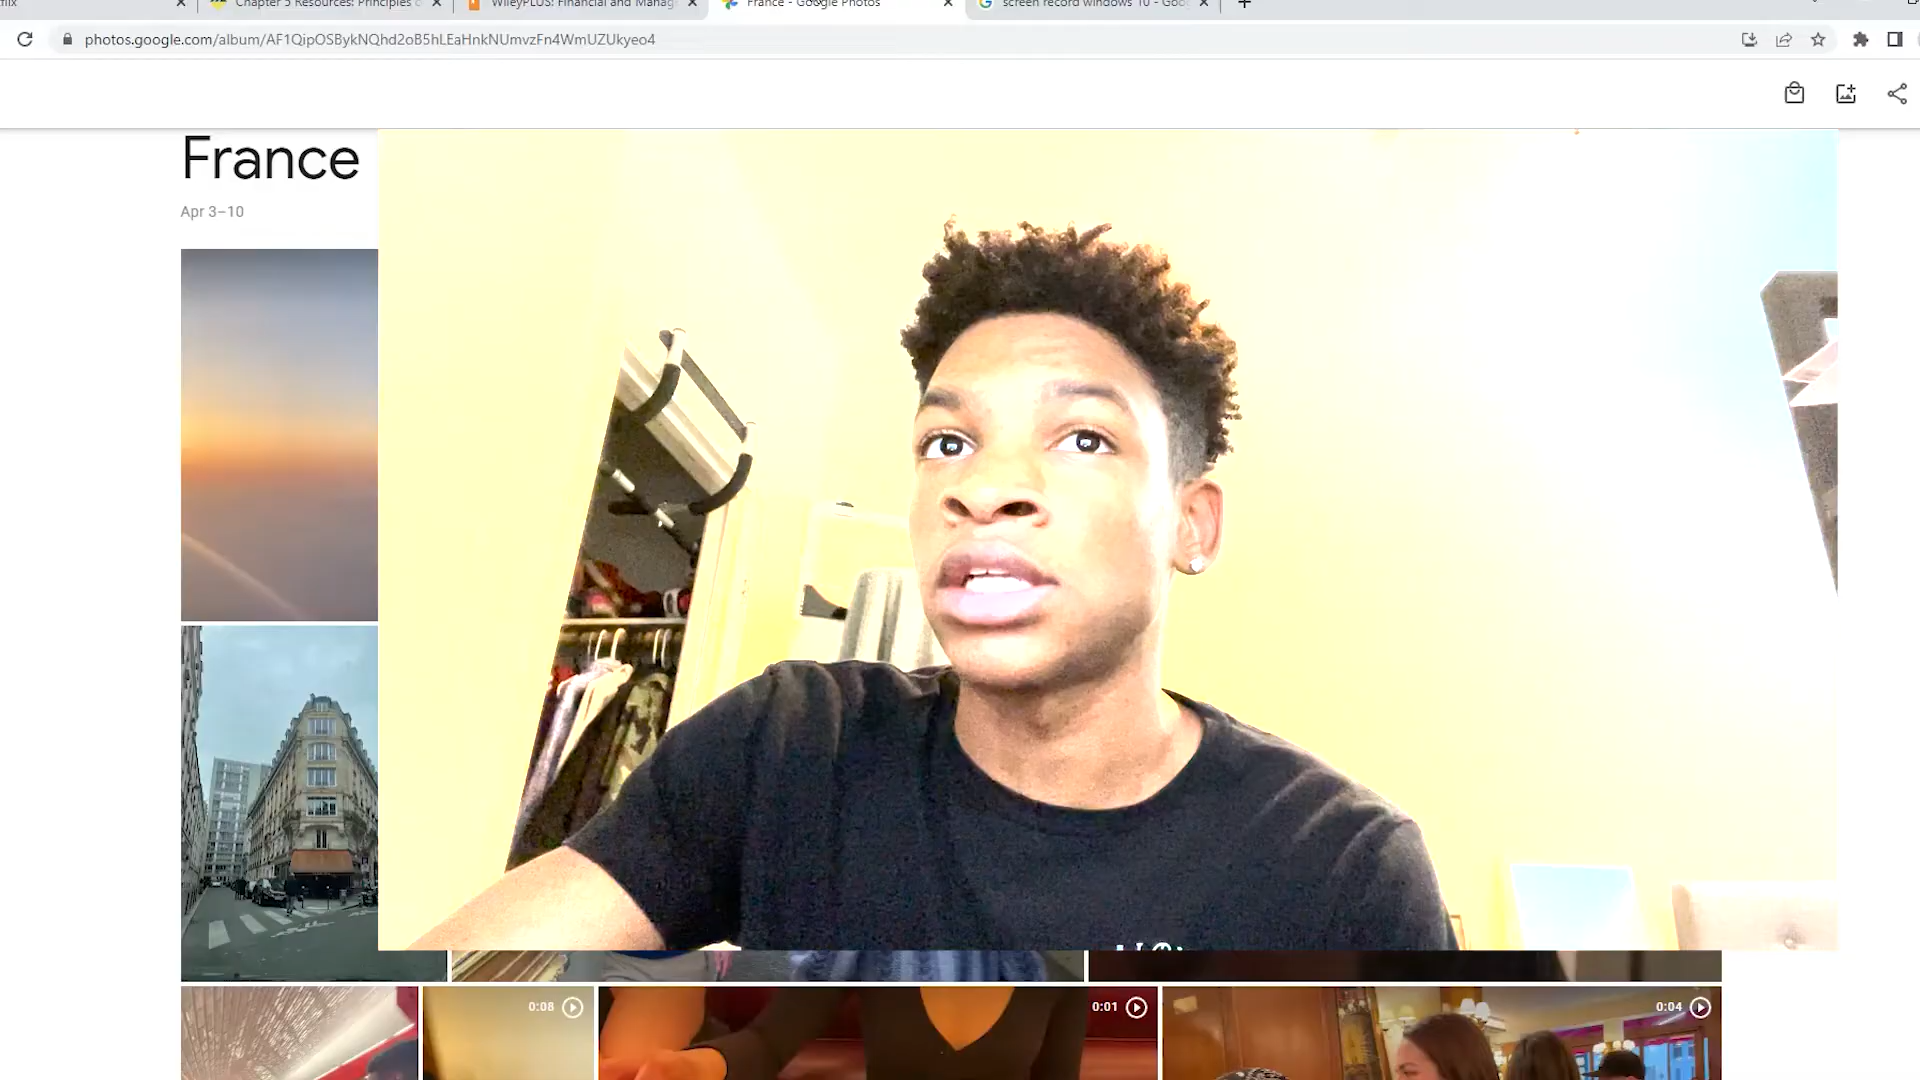 Chapter 5 Resources: Principles o
WileyPLUS: Financial and Manag
France - Google Photos
screen record windows 10 - Goo
photos.google.com/album/AF1QipOSBykNQhd2oB5hLEaHnkNUmvzFn4WmUZUkyeo4
France
Apr 3–10
0:08
0:01
0:04